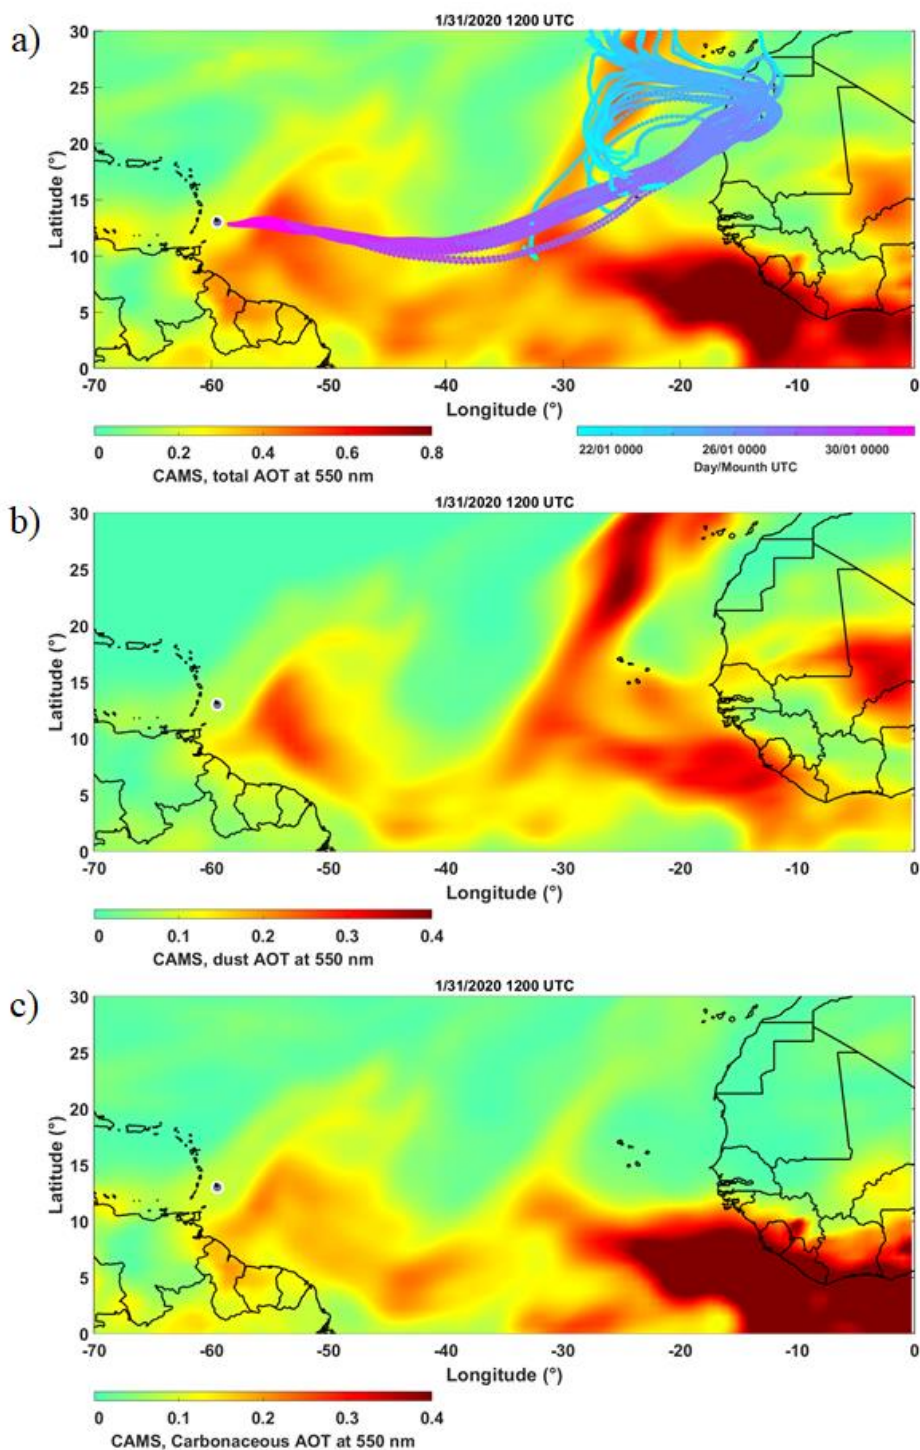 a)
1/31/2020 1200 UTC
30
25
20
15
10
5
0
Latitude (°)
-70 -60 -50 -40 -30 -20 -10 0
Longitude (°)
0 0.2 0.4 0.6 0.8
CAMS, total AOT at 550 nm
22/01 0000 26/01 0000 30/01 0000
Day/Mounth UTC
b)
1/31/2020 1200 UTC
30
25
20
15
10
5
0
Latitude (°)
-70 -60 -50 -40 -30 -20 -10 0
Longitude (°)
0 0.1 0.2 0.3 0.4
CAMS, dust AOT at 550 nm
c)
1/31/2020 1200 UTC
30
25
20
15
10
5
0
Latitude (°)
-70 -60 -50 -40 -30 -20 -10 0
Longitude (°)
0 0.1 0.2 0.3 0.4
CAMS, Carbonaceous AOT at 550 nm